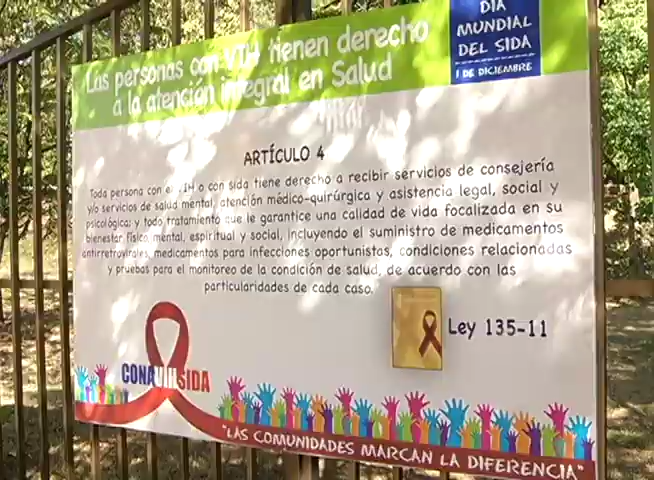 Las personas con VIH tienen derecho
a la atención integral en Salud
DÍA
MUNDIAL
DEL SIDA
1 DE DICIEMBRE
ARTÍCULO 4
Toda persona con el VIH o con sida tiene derecho a recibir servicios de consejería
y/o servicios de salud mental, atención médico-quirúrgica y asistencia legal, social y
psicológica; y todo tratamiento que le garantice una calidad de vida focalizada en su
bienestar físico, mental, espiritual y social, incluyendo el suministro de medicamentos
antirretrovirales, medicamentos para infecciones oportunistas, condiciones relacionadas
y pruebas para el monitoreo de la condición de salud, de acuerdo con las
particularidades de cada caso.
Ley 135-11
CONAVIHSIDA
"LAS COMUNIDADES MARCAN LA DIFERENCIA"